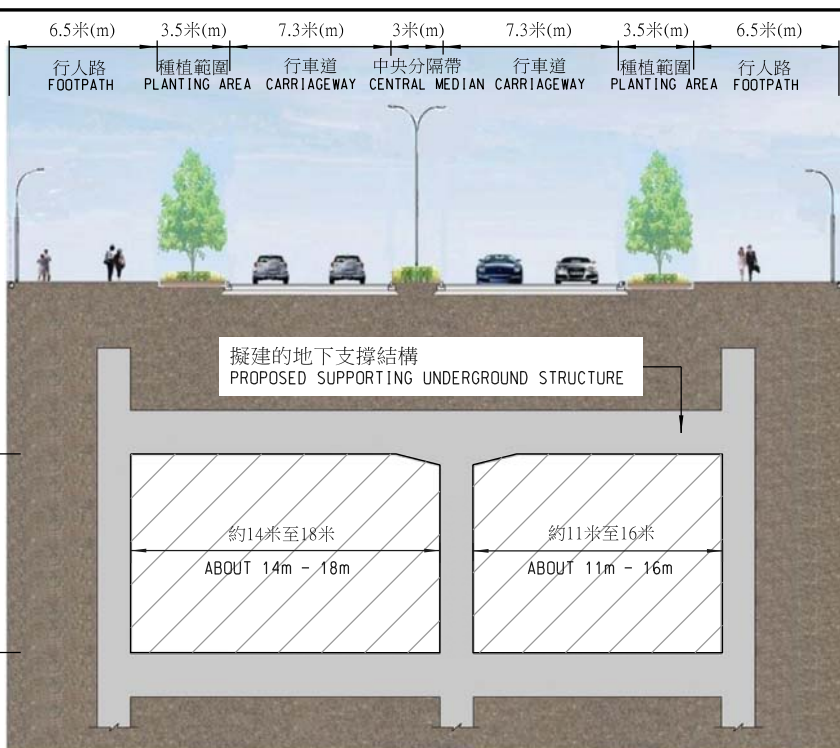 6.5米(m) 3.5米(m) 7.3米(m) 3米(m) 7.3米(m) 3.5米(m) 6.5米(m)
行人路 種植範圍 行車道 中央分隔帶 行車道 種植範圍 行人路
FOOTPATH PLANTING AREA CARRIAGEWAY CENTRAL MEDIAN CARRIAGEWAY PLANTING AREA FOOTPATH
擬建的地下支撐結構
PROPOSED SUPPORTING UNDERGROUND STRUCTURE
約14米至18米 約11米至16米
ABOUT 14m - 18m ABOUT 11m - 16m